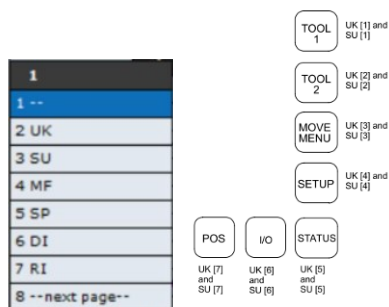 1
1 --
2 UK
3 SU
4 MF
5 SP
6 DI
7 RI
8 --next page--
TOOL
1
UK [1] and
SU [1]
TOOL
2
UK [2] and
SU [2]
MOVE
MENU
UK [3] and
SU [3]
SETUP
UK [4] and
SU [4]
POS
I/O
STATUS
UK [7]
and
SU [7]
UK [6]
and
SU [6]
UK [5]
and
SU [5]